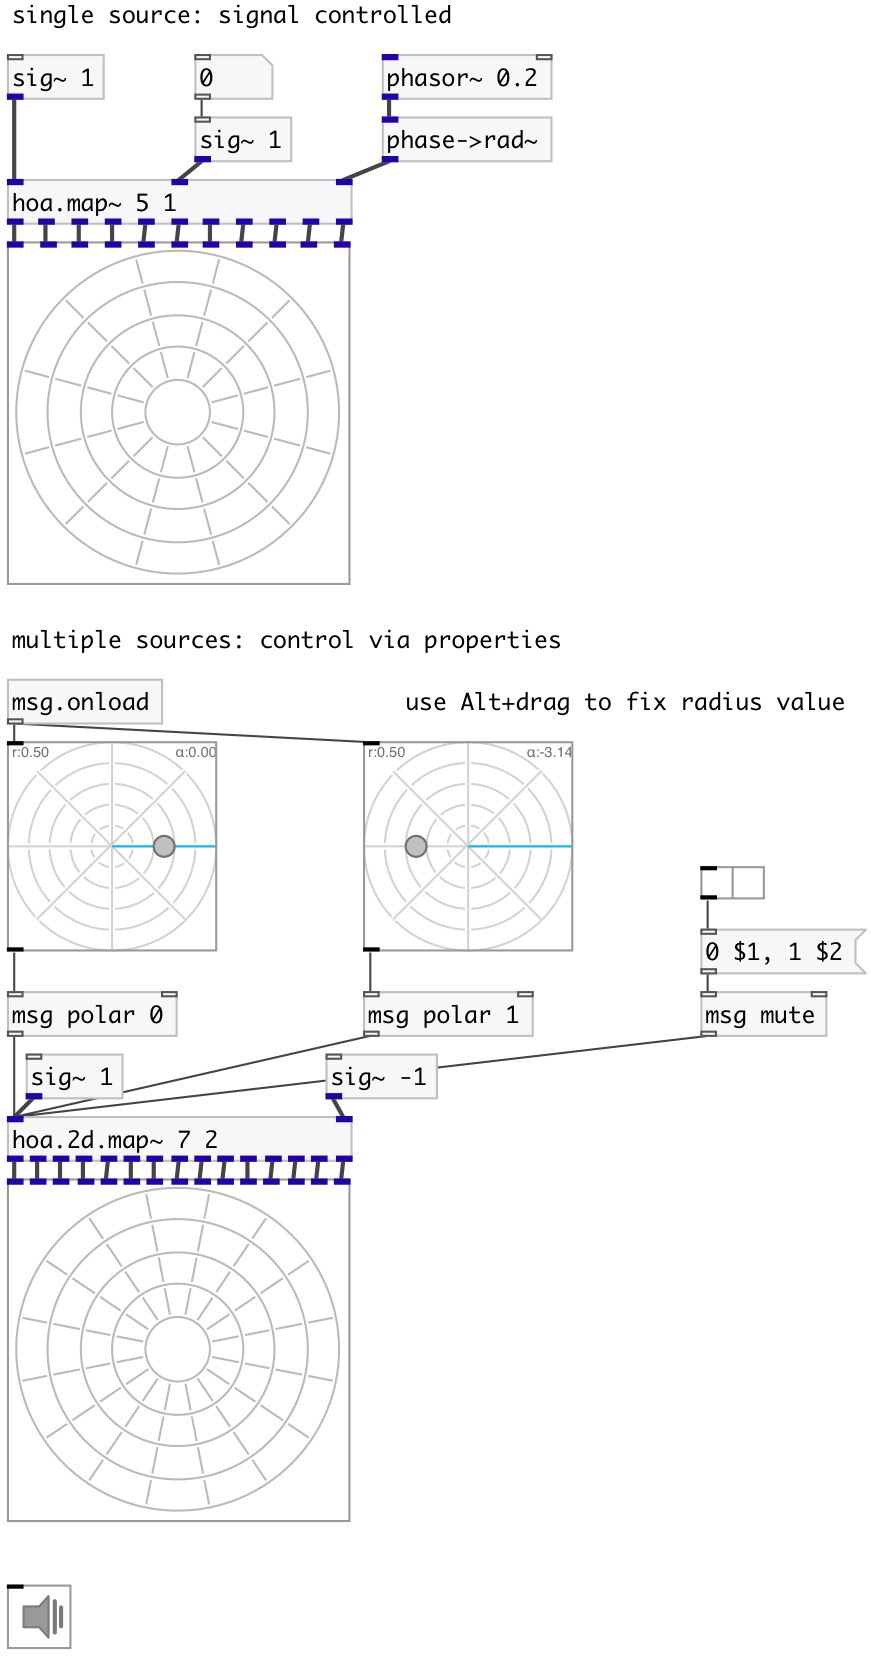 single source: signal controlled
sig~ 1
0
phasor~ 0.2
sig~ 1
phase->rad~
hoa.map~ 5 1
multiple sources: control via properties
msg.onload
use Alt+drag to fix radius value
r:0.50
α:0.00
r:0.50
α:-3.14
0 $1, 1 $2
msg polar 0
msg polar 1
msg mute
sig~ 1
sig~ -1
hoa.2d.map~ 7 2